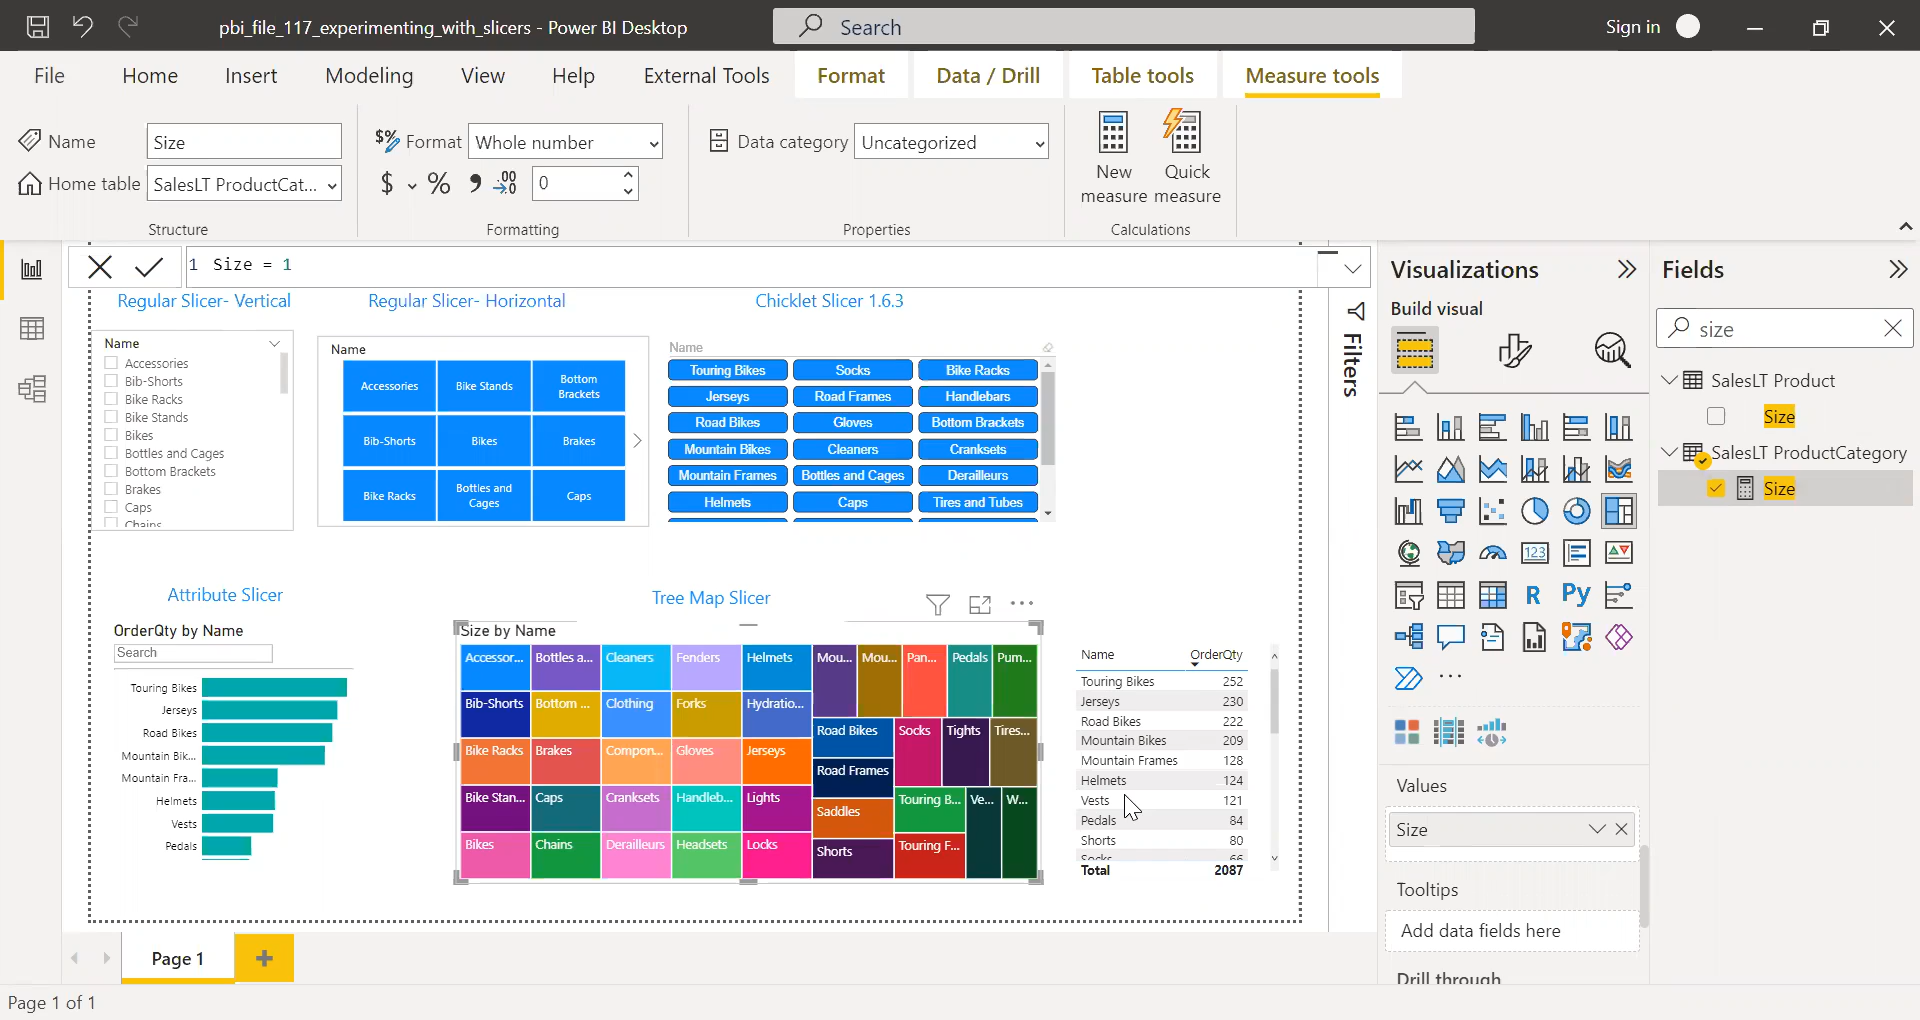 pbi_file_117_experimenting_with_slicers - Power BI Desktop
Search
Sign in
File Home Insert Modeling View Help External Tools Format Data / Drill Table tools Measure tools
Name Size
Home table SalesLT ProductCat...
Structure
$% Format Whole number
$ % 0
Formatting
Data category Uncategorized
Properties
New measure
Quick measure
Calculations
1 Size = 1
Regular Slicer- Vertical
Name
Accessories
Bib-Shorts
Bike Racks
Bike Stands
Bikes
Bottles and Cages
Bottom Brackets
Brakes
Caps
Chains
Regular Slicer- Horizontal
Name
Accessories Bike Stands Bottom Brackets
Bib-Shorts Bikes Brakes
Bike Racks Bottles and Cages Caps
Chicklet Slicer 1.6.3
Name
Touring Bikes Socks Bike Racks
Jerseys Road Frames Handlebars
Road Bikes Gloves Bottom Brackets
Mountain Bikes Cleaners Cranksets
Mountain Frames Bottles and Cages Derailleurs
Helmets Caps Tires and Tubes
Attribute Slicer
OrderQty by Name
Search
Touring Bikes
Jerseys
Road Bikes
Mountain Bik...
Mountain Fra...
Helmets
Vests
Pedals
Tree Map Slicer
Size by Name
Accessor... Bottles a... Cleaners Fenders Helmets Mou... Mou... Pan... Pedals Pum...
Bib-Shorts Bottom ... Clothing Forks Hydratio...
Road Bikes Socks Tights Tires...
Bike Racks Brakes Compon... Gloves Jerseys
Road Frames
Bike Stan... Caps Cranksets Handleb... Lights
Saddles Touring B... Ve... W...
Bikes Chains Derailleurs Headsets Locks
Shorts Touring F...
Name OrderQty
Touring Bikes 252
Jerseys 230
Road Bikes 222
Mountain Bikes 209
Mountain Frames 128
Helmets 124
Vests 121
Pedals 84
Shorts 80
Socks 66
Total 2087
Filters
Visualizations
Build visual
123
R Py
Values
Size
Tooltips
Add data fields here
Drill through
Fields
size
SalesLT Product
Size
SalesLT ProductCategory
Size
Page 1
Page 1 of 1